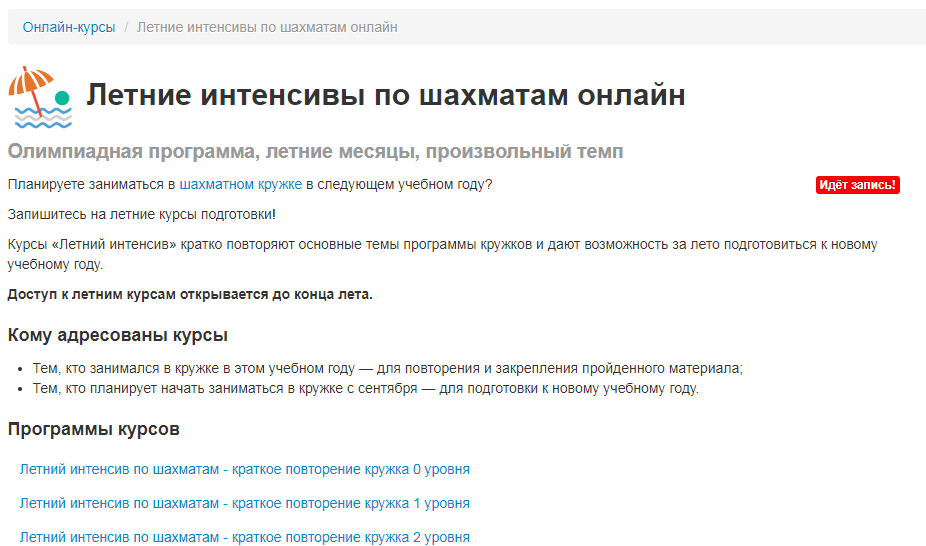 Онлайн-курсы / Летние интенсивы по шахматам онлайн
Летние интенсивы по шахматам онлайн
Олимпиадная программа, летние месяцы, произвольный темп
Планируете заниматься в шахматном кружке в следующем учебном году?
Идёт запись!
Запишитесь на летние курсы подготовки!
Курсы «Летний интенсив» кратко повторяют основные темы программы кружков и дают возможность за лето подготовиться к новому
учебному году.
Доступ к летним курсам открывается до конца лета.
Кому адресованы курсы
• Тем, кто занимался в кружке в этом учебном году — для повторения и закрепления пройденного материала;
• Тем, кто планирует начать заниматься в кружке с сентября — для подготовки к новому учебному году.
Программы курсов
Летний интенсив по шахматам - краткое повторение кружка 0 уровня
Летний интенсив по шахматам - краткое повторение кружка 1 уровня
Летний интенсив по шахматам - краткое повторение кружка 2 уровня